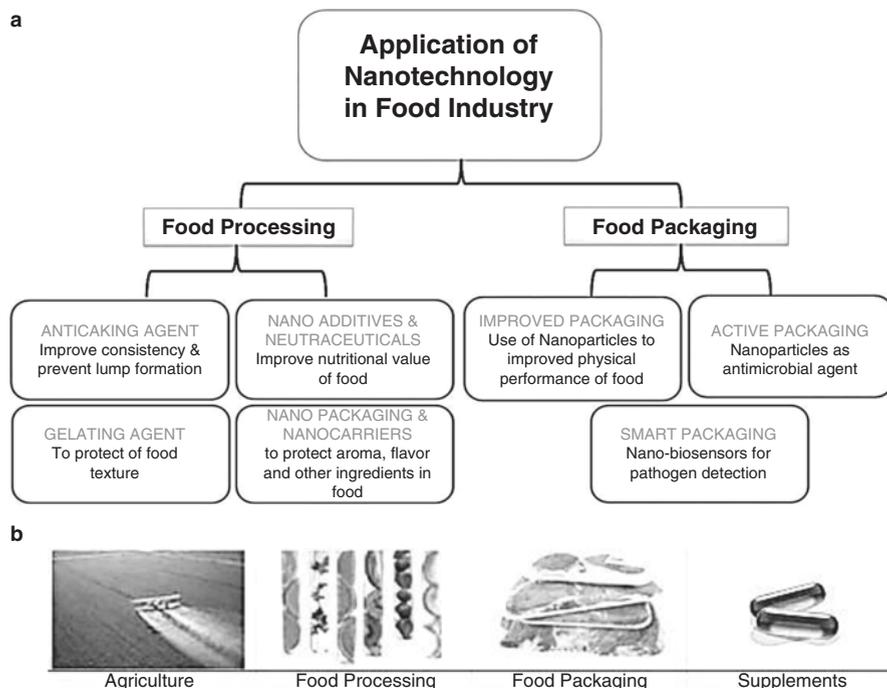 a
Application of
Nanotechnology
in Food Industry
Food Processing
Food Packaging
ANTICAKING AGENT
Improve consistency &
prevent lump formation
NANO ADDITIVES &
NEUTRACEUTICALS
Improve nutritional value
of food
IMPROVED PACKAGING
Use of Nanoparticles to
improved physical
performance of food
ACTIVE PACKAGING
Nanoparticles as
antimicrobial agent
GELATING AGENT
To protect of food
texture
NANO PACKAGING &
NANOCARRIERS
to protect aroma, flavor
and other ingredients in
food
SMART PACKAGING
Nano-biosensors for
pathogen detection
b
Agriculture
Food Processing
Food Packaging
Supplements